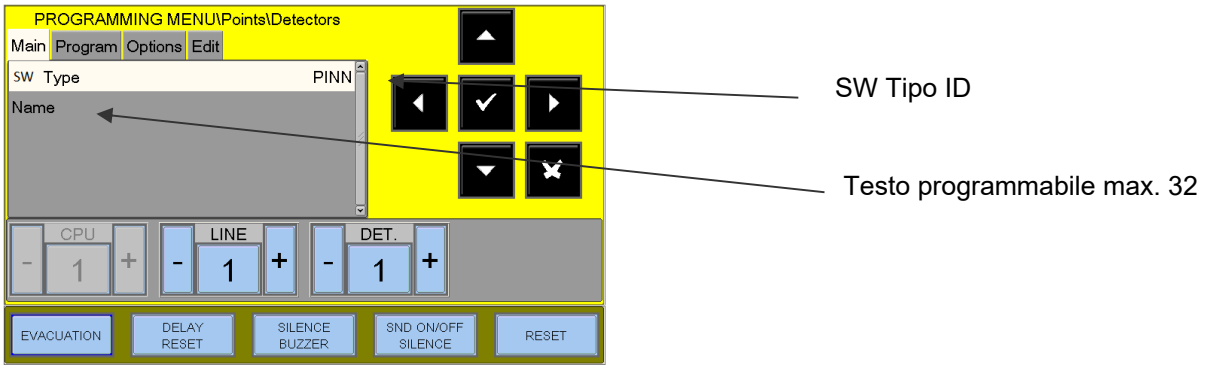 PROGRAMMING MENU\Points\Detectors
Main Program Options Edit
SW Type PINN
Name
SW Tipo ID
Testo programmabile max. 32
CPU LINE DET.
- 1 + - 1 + - 1 +
EVACUATION
DELAY
RESET
SILENCE
BUZZER
SND ON/OFF
SILENCE
RESET